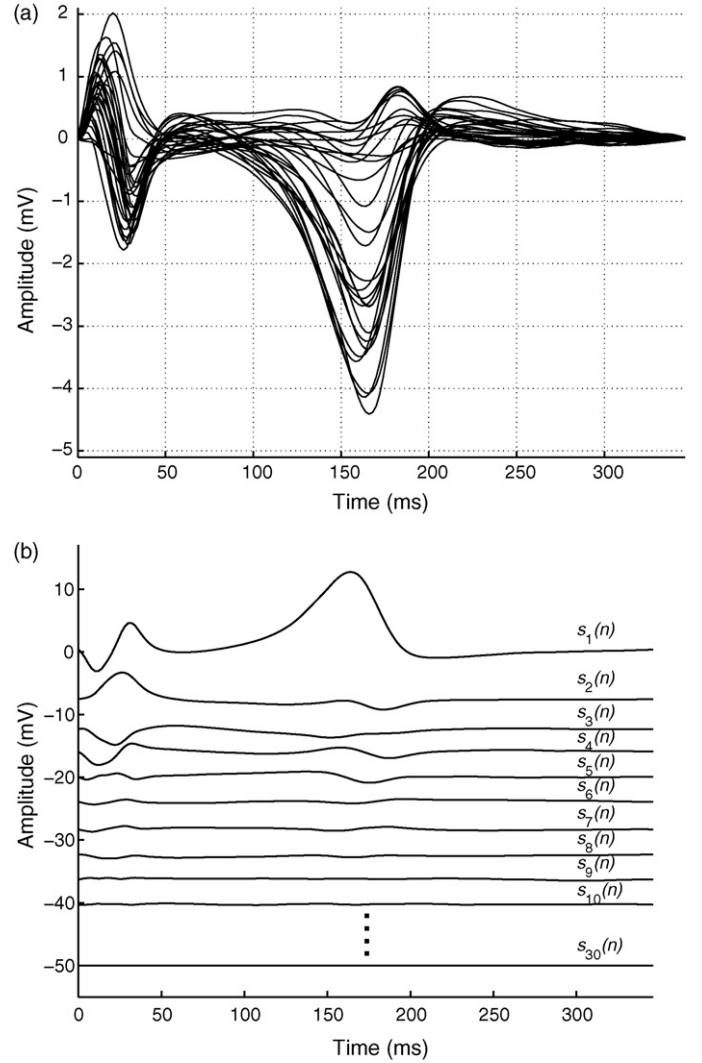 (a)
2
1
0
−1
−2
−3
−4
−5
Amplitude (mV)
0 50 100 150 200 250 300
Time (ms)
(b)
10
0
−10
−20
−30
−40
−50
Amplitude (mV)
s1(n)
s2(n)
s3(n)
s4(n)
s5(n)
s6(n)
s7(n)
s8(n)
s9(n)
s10(n)
s30(n)
0 50 100 150 200 250 300
Time (ms)